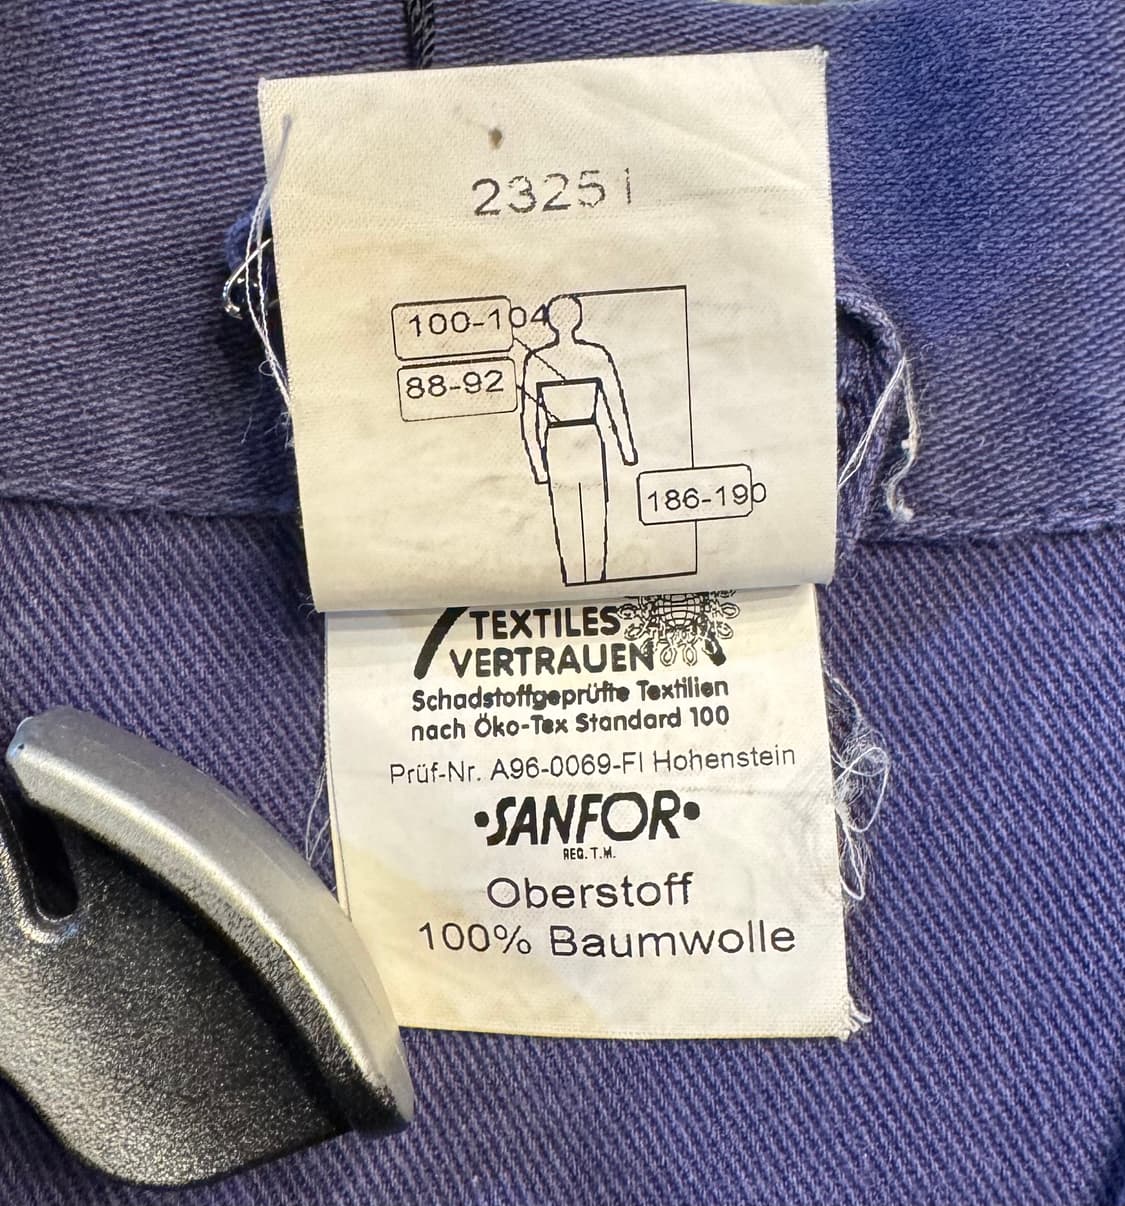 23251
100-104
88-92
186-190
TEXTILES
VERTRAUEN
Schadstoffgeprüfte Textilien
nach Öko-Tex Standard 100
Prüf-Nr. A96-0069-FI Hohenstein
•SANFOR•
REG. T.M.
Oberstoff
100% Baumwolle